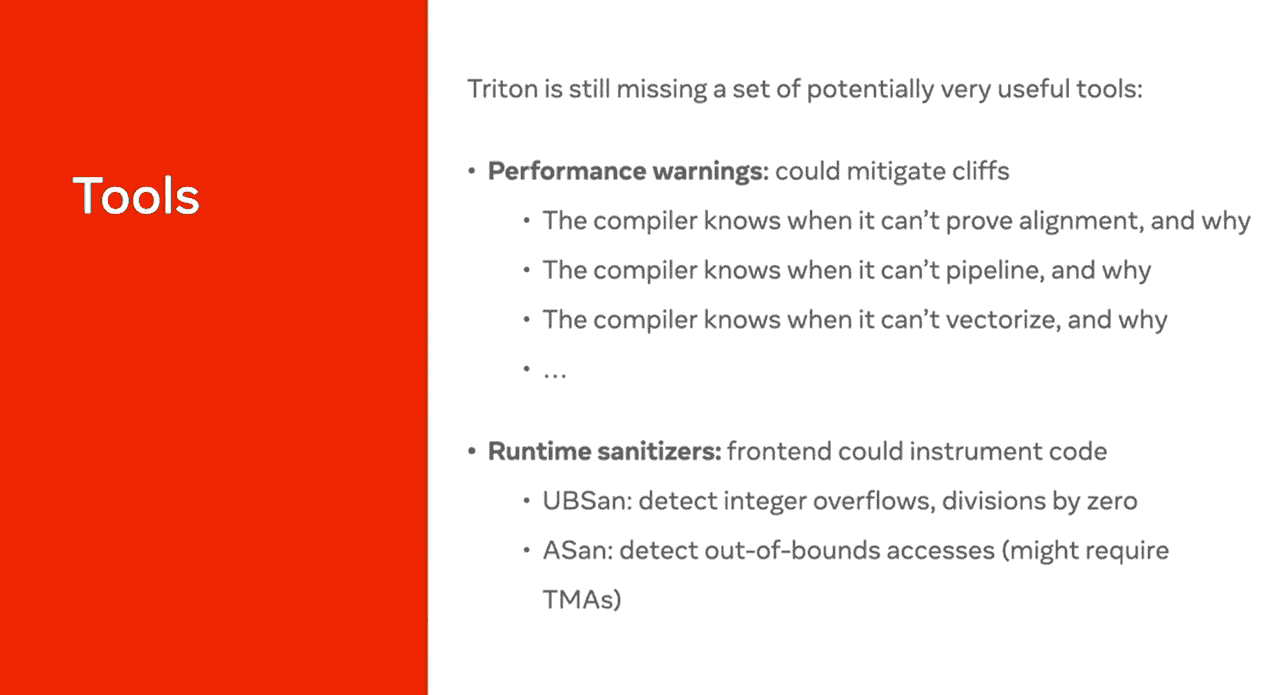 Tools
Triton is still missing a set of potentially very useful tools:
• Performance warnings: could mitigate cliffs
• The compiler knows when it can’t prove alignment, and why
• The compiler knows when it can’t pipeline, and why
• The compiler knows when it can’t vectorize, and why
• …
• Runtime sanitizers: frontend could instrument code
• UBSan: detect integer overflows, divisions by zero
• ASan: detect out-of-bounds accesses (might require
TMAs)